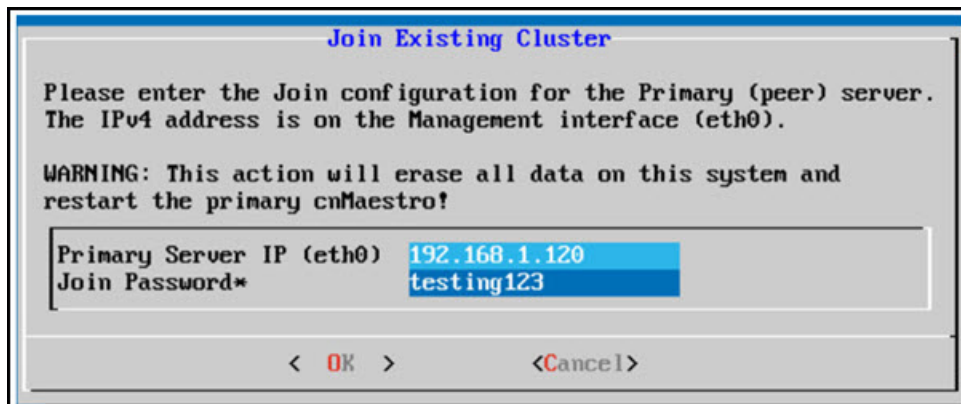 Join Existing Cluster
Please enter the Join configuration for the Primary (peer) server.
The IPv4 address is on the Management interface (eth0).
WARNING: This action will erase all data on this system and
restart the primary cnMaestro!
Primary Server IP (eth0) 192.168.1.120
Join Password* testing123
< OK > <Cancel>